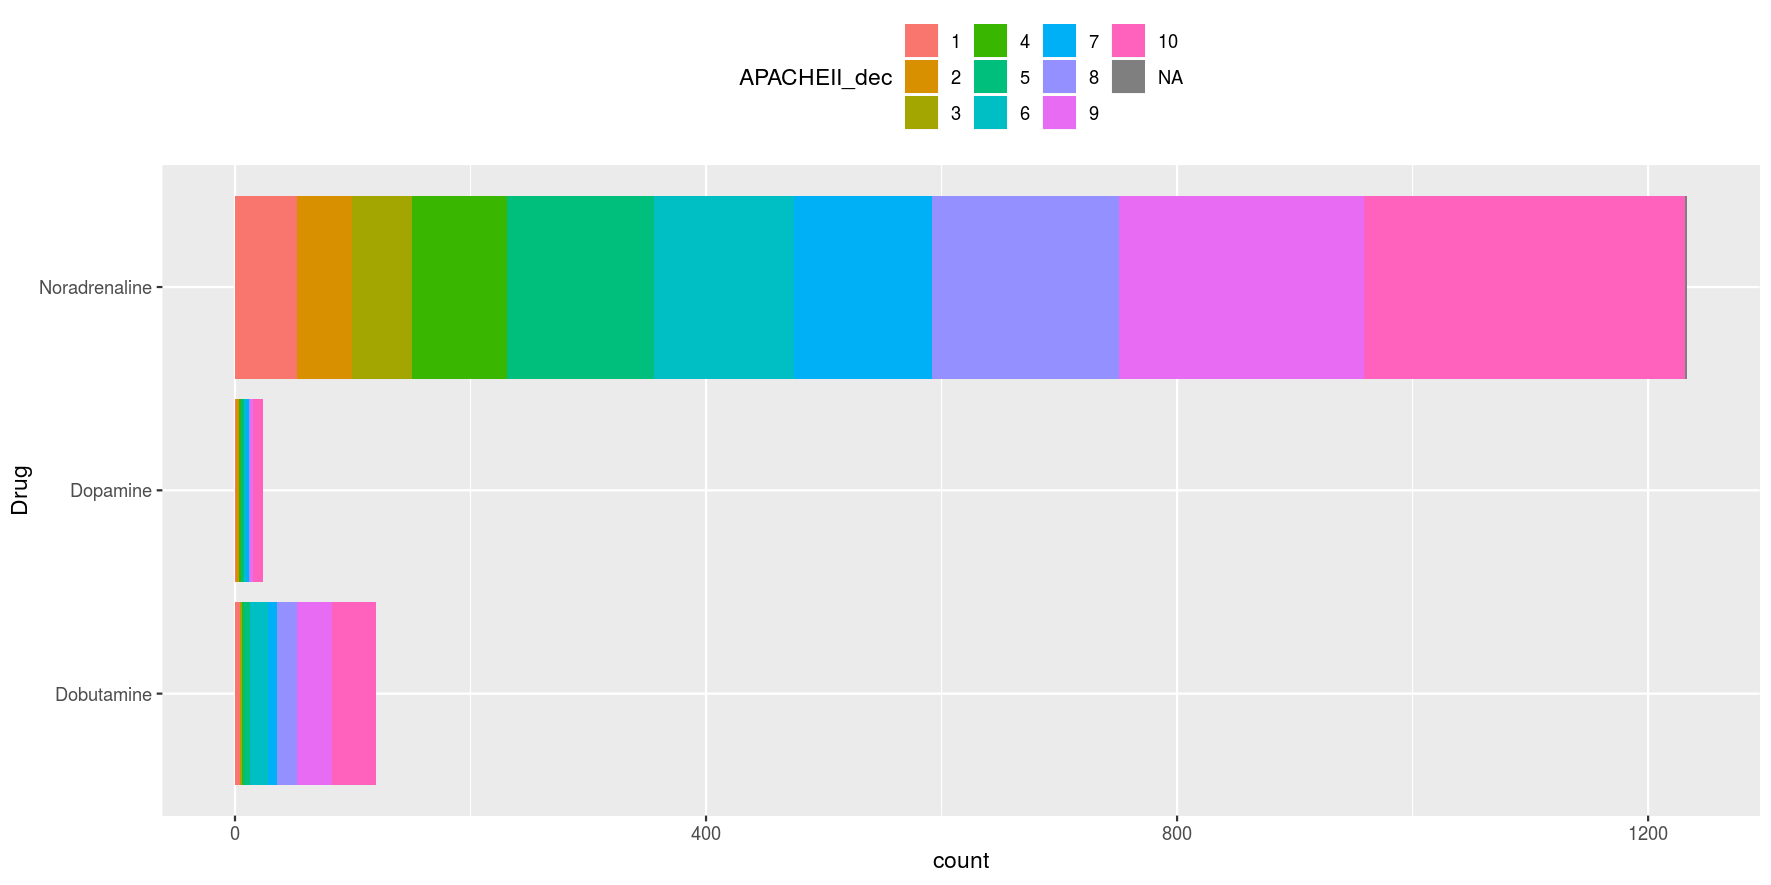 APACHEII_dec
1 4 7 10
2 5 8 NA
3 6 9
Noradrenaline
Dopamine
Dobutamine
Drug
0 400 800 1200
count